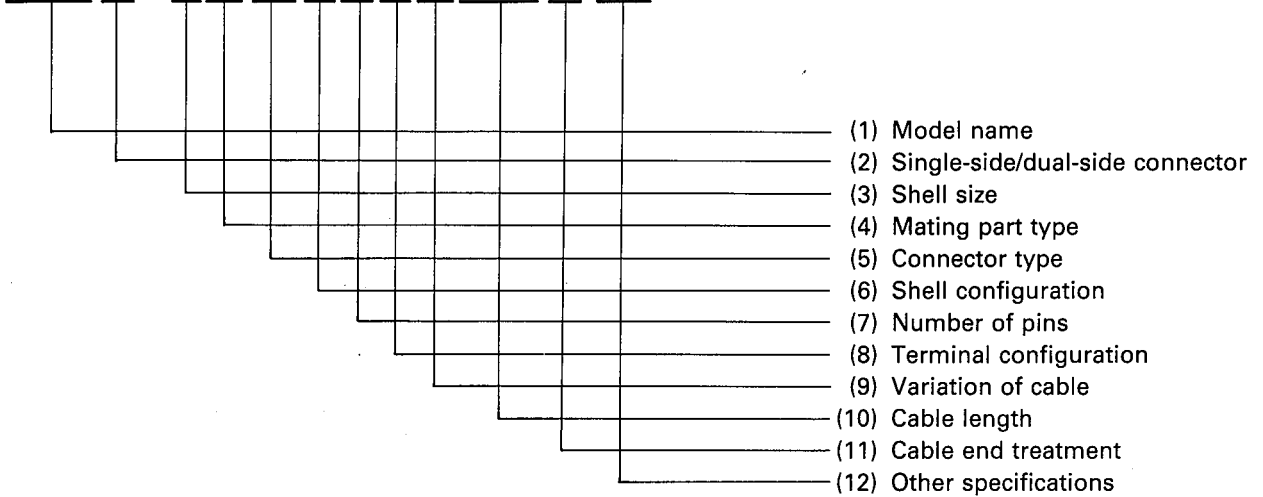 (1) Model name
(2) Single-side/dual-side connector
(3) Shell size
(4) Mating part type
(5) Connector type
(6) Shell configuration
(7) Number of pins
(8) Terminal configuration
(9) Variation of cable
(10) Cable length
(11) Cable end treatment
(12) Other specifications